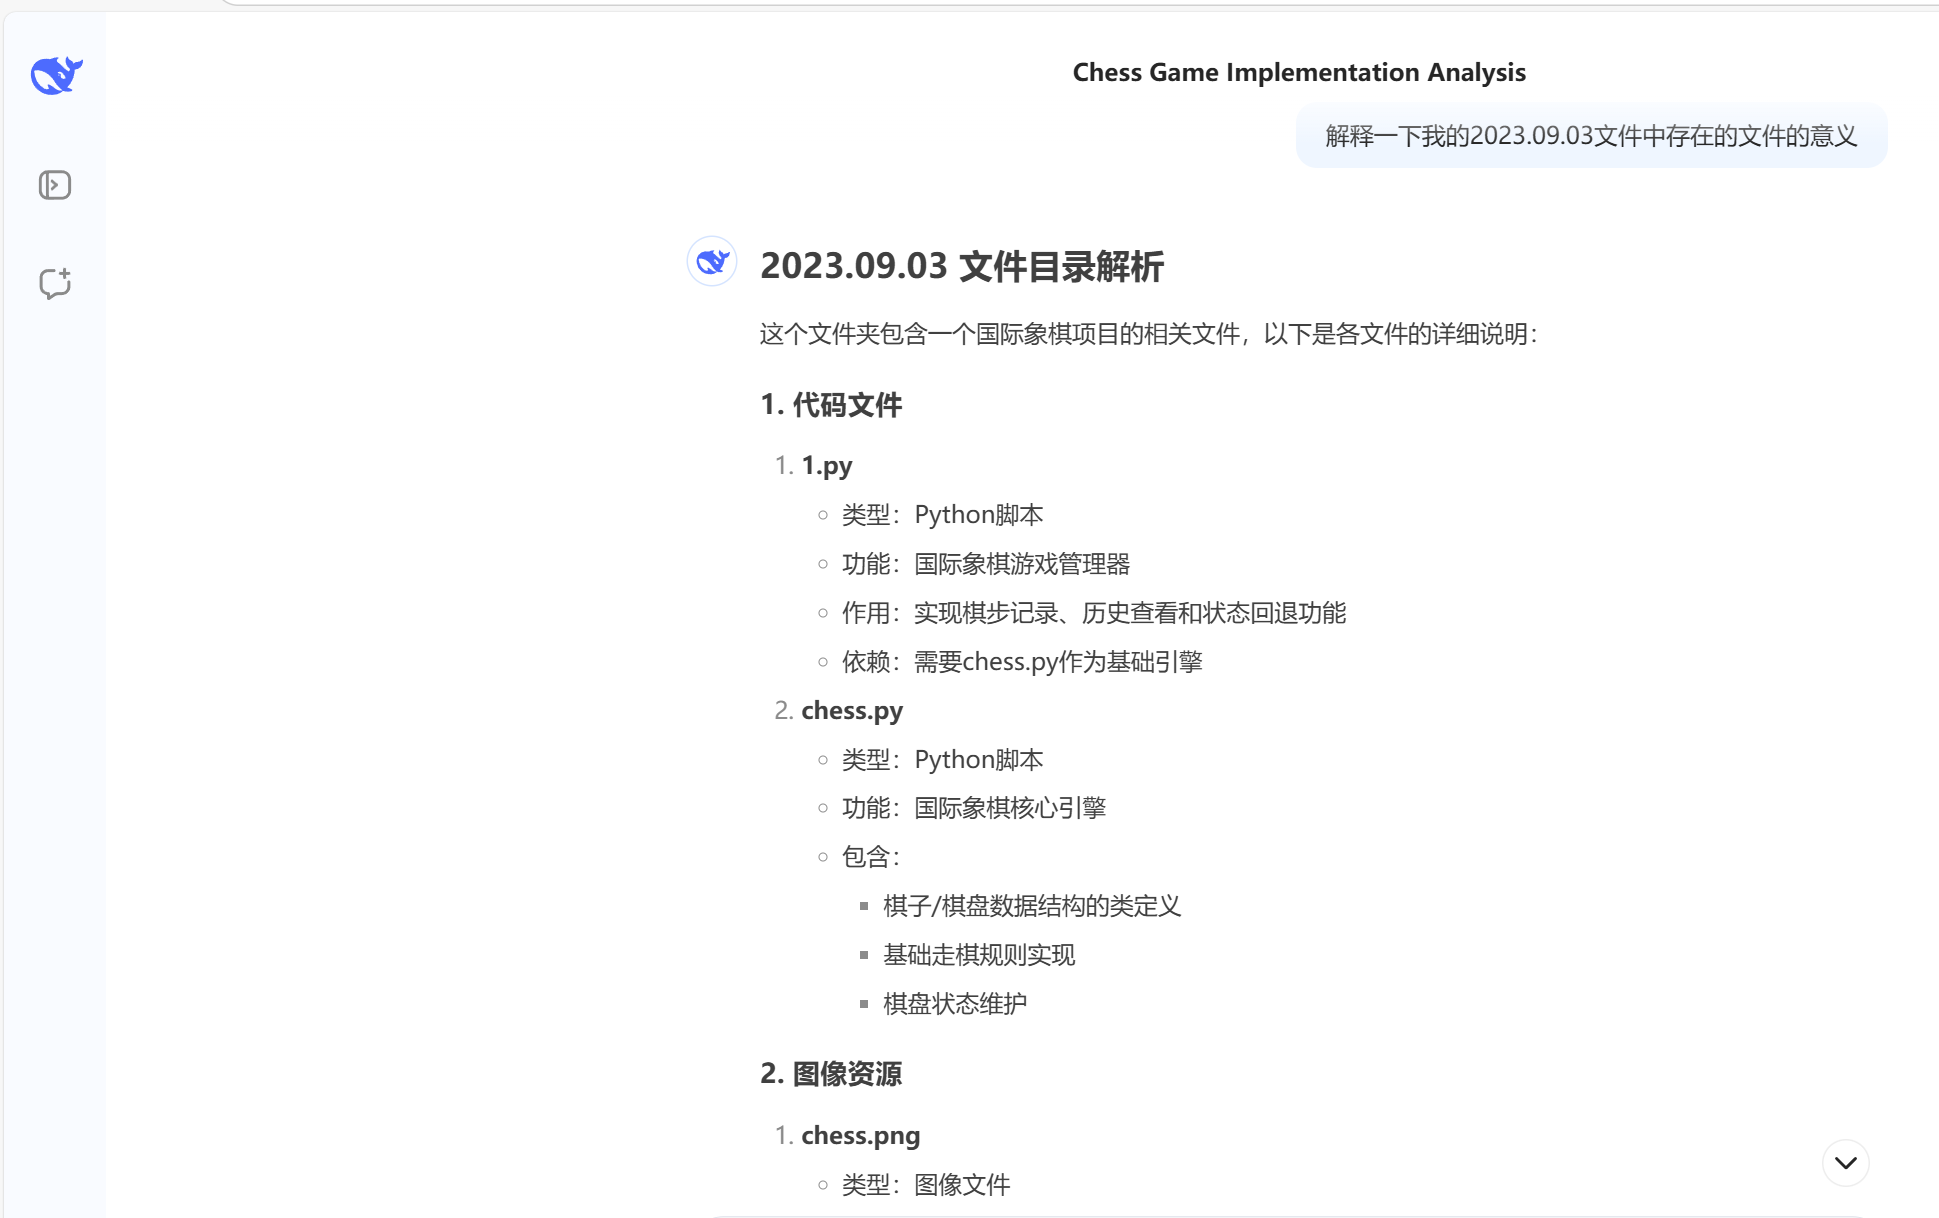 Chess Game Implementation Analysis
解释一下我的2023.09.03文件中存在的文件的意义
2023.09.03 文件目录解析
这个文件夹包含一个国际象棋项目的相关文件，以下是各文件的详细说明：
1. 代码文件
1. 1.py
类型：Python脚本
功能：国际象棋游戏管理器
作用：实现棋步记录、历史查看和状态回退功能
依赖：需要chess.py作为基础引擎
2. chess.py
类型：Python脚本
功能：国际象棋核心引擎
包含：
棋子/棋盘数据结构的类定义
基础走棋规则实现
棋盘状态维护
2. 图像资源
1. chess.png
类型：图像文件